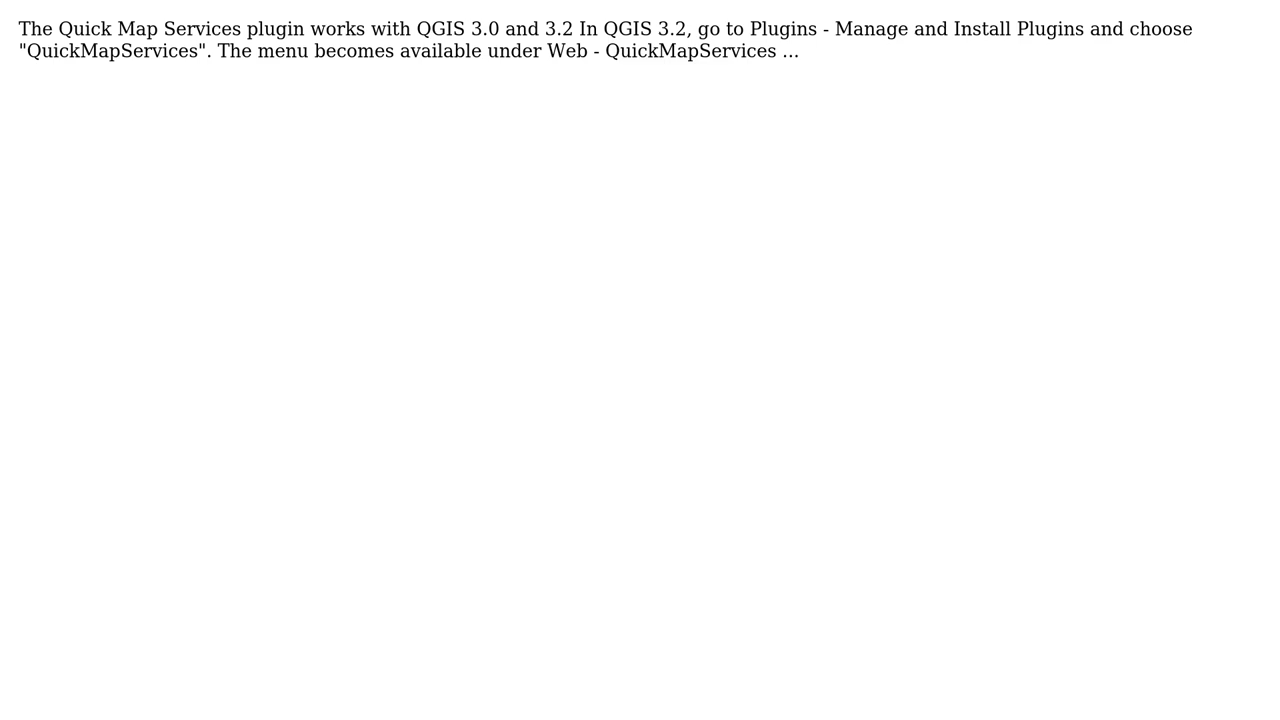 The Quick Map Services plugin works with QGIS 3.0 and 3.2 In QGIS 3.2, go to Plugins - Manage and Install Plugins and choose
"QuickMapServices". The menu becomes available under Web - QuickMapServices ...